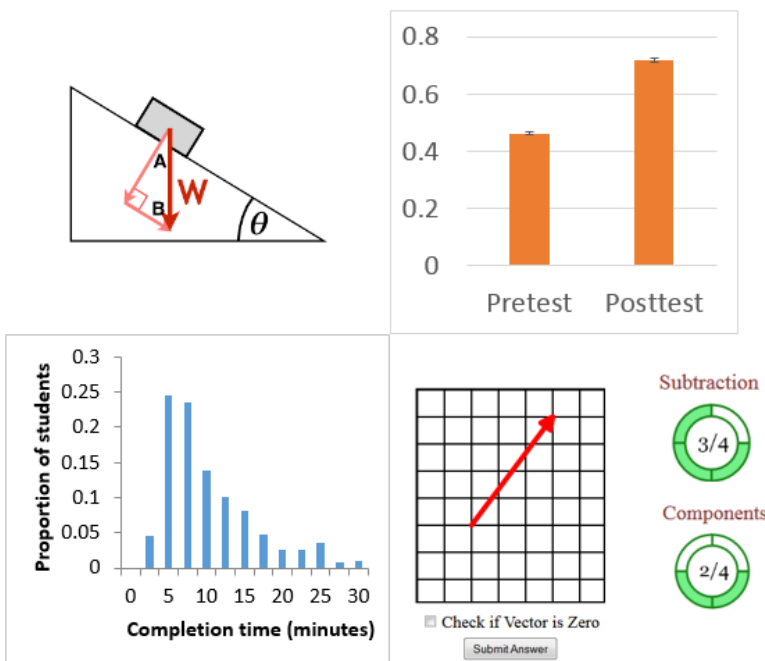 A
B
W
θ
0.8
0.6
0.4
0.2
0
Pretest Posttest
Proportion of students
0.3
0.25
0.2
0.15
0.1
0.05
0
0 5 10 15 20 25 30
Completion time (minutes)
Check if Vector is Zero
Submit Answer
Subtraction
3/4
Components
2/4